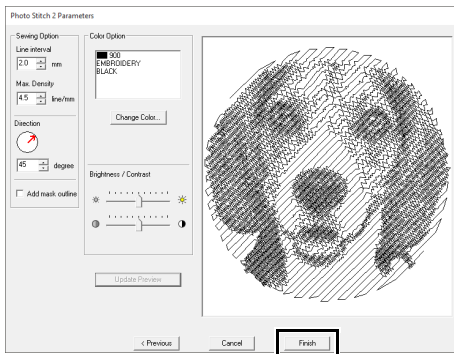 Photo Stitch 2 Parameters
Sewing Option
Line interval
2.0 mm
Max. Density
4.5 line/mm
Direction
45 degree
Add mask outline
Color Option
900
EMBROIDERY
BLACK
Change Color...
Brightness / Contrast
Update Preview
< Previous
Cancel
Finish